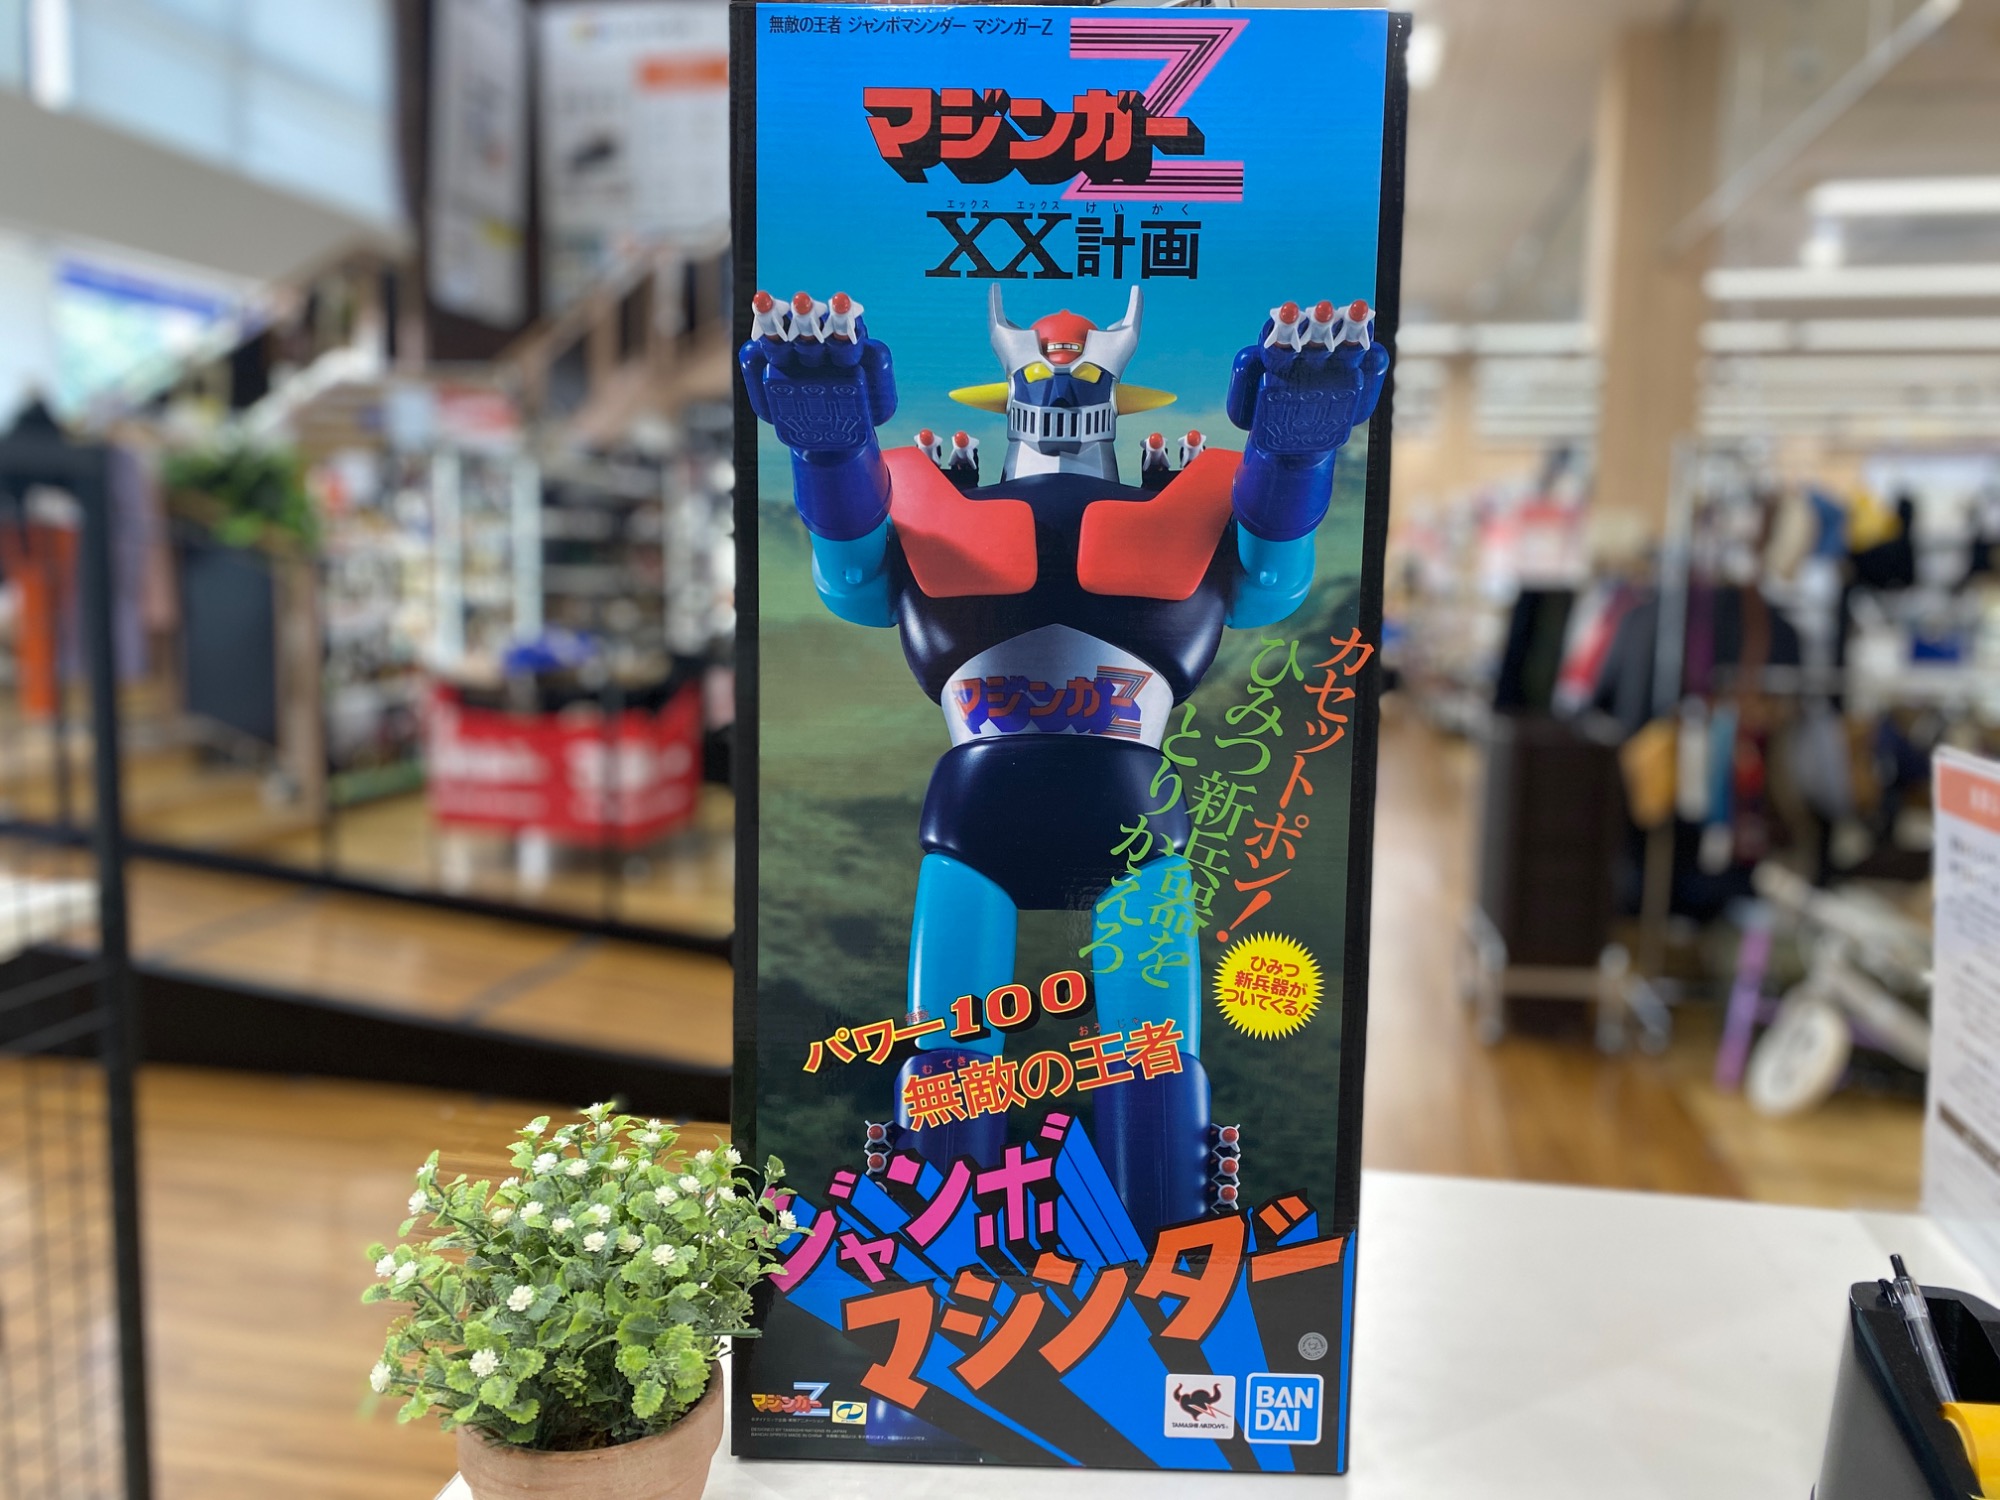 無敵の王者 ジャンボマシンダー マジンガーZ
マジンガーZ
エックス エックス けいかく
XX計画
マジンガーZ
カセットポン!
ひみつ新兵器を
とりかえろ
ひみつ
新兵器が
ついてくる!
パワー100
むてき おうじゃ
無敵の王者
ジャンボ
マシンダー
マジンガーZ
TAMASHII NATIONS
BAN
DAI